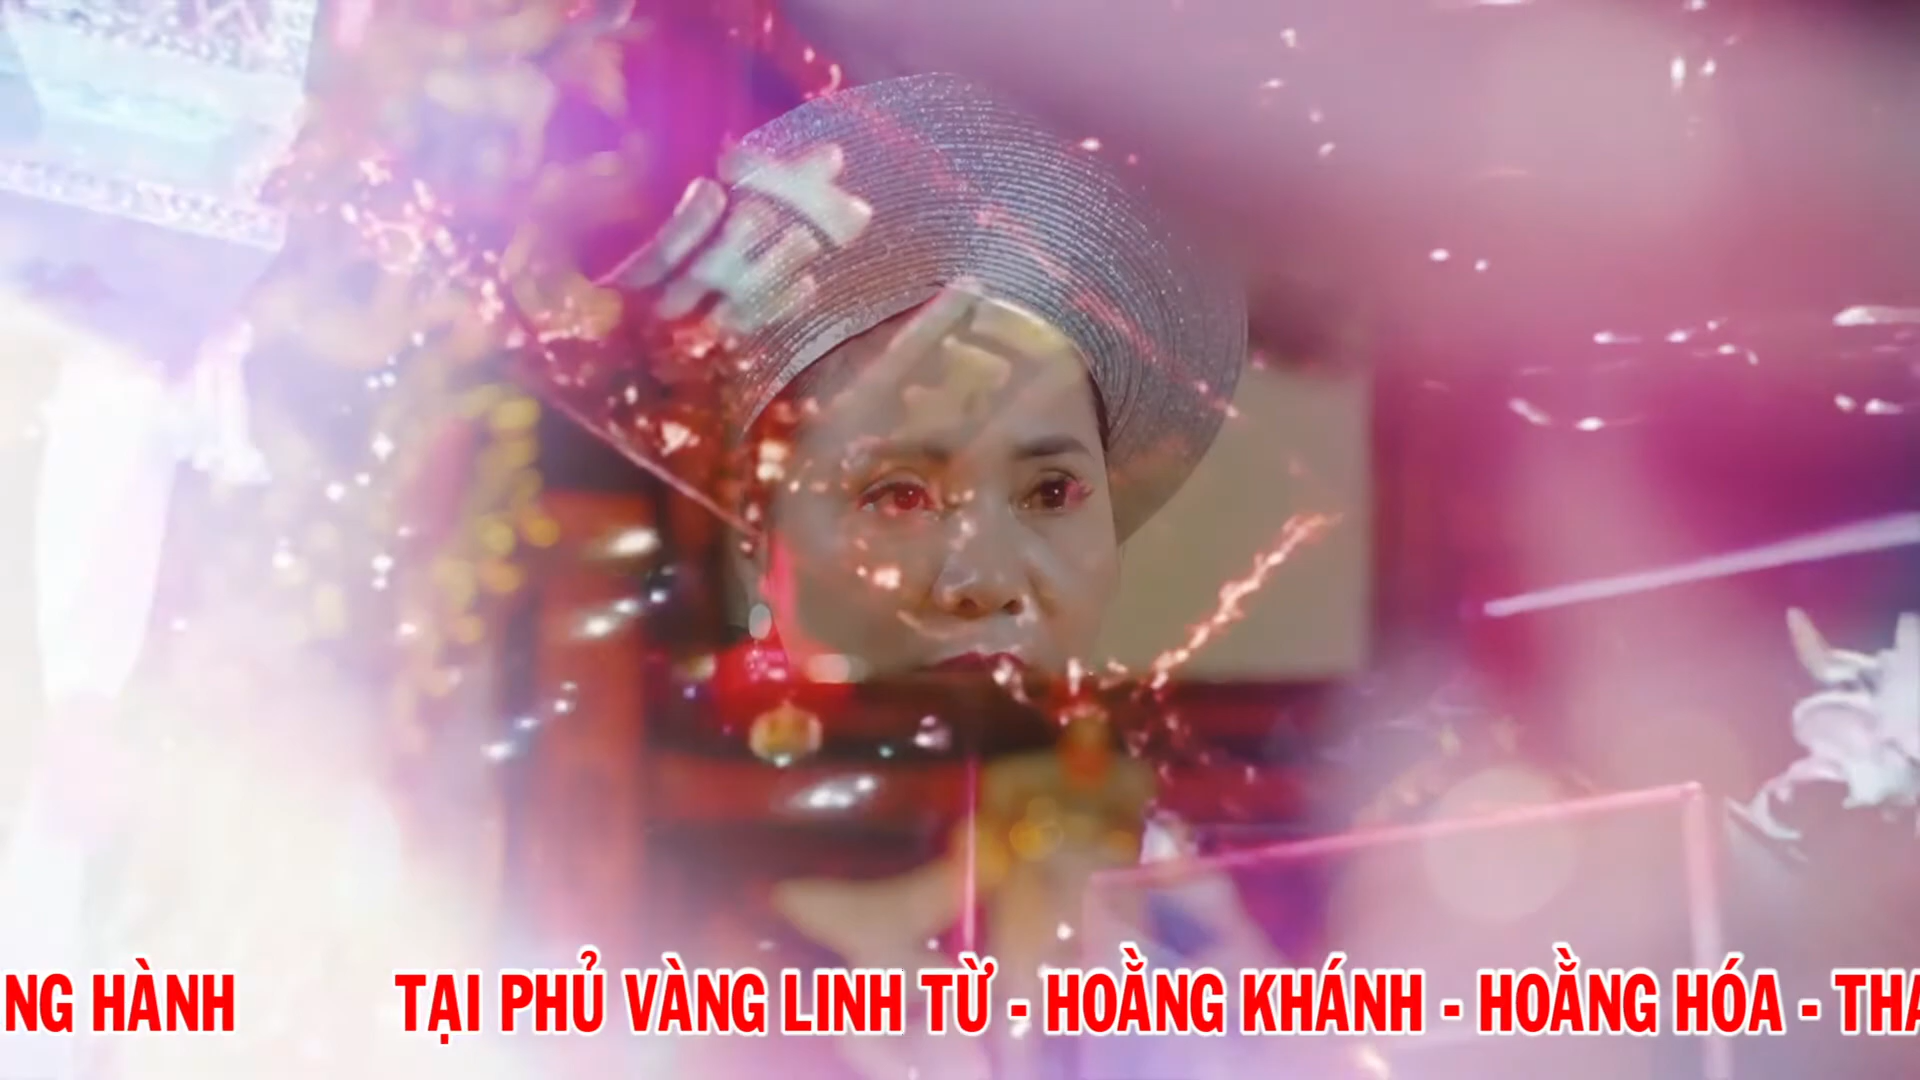 NG HÀNH TẠI PHỦ VÀNG LINH TỪ - HOẰNG KHÁNH - HOẰNG HÓA - THA